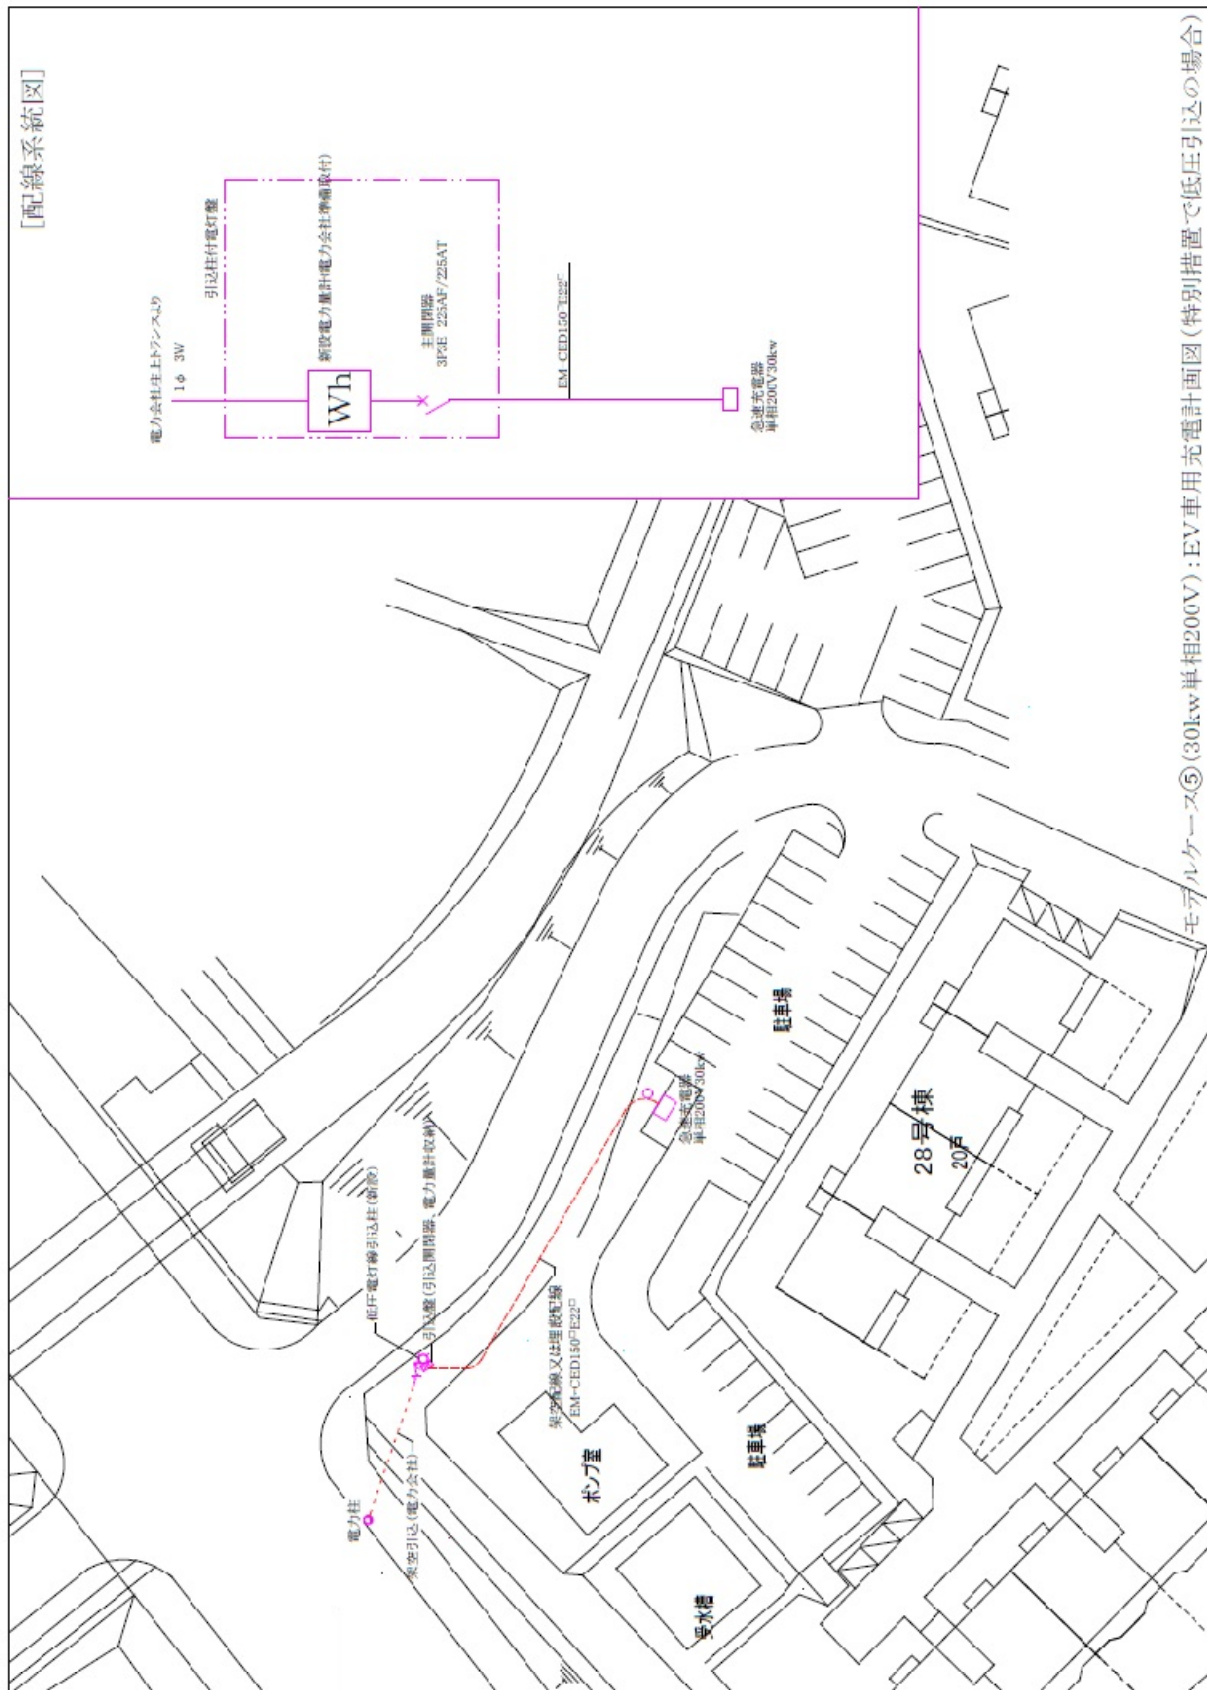 [配線系統図]
電力会社柱上トランスより
1φ 3W
引込柱付電灯盤
新設電力量計(電力会社準備取付)
Wh
主開閉器
3P3E 225AF/225AT
EM-CED150□E22□
急速充電器
単相200V30kw
低圧電灯線引込柱(新設)
引込盤(引込開閉器、電力量計収納)
電力柱
架空引込(電力会社)
架空配線又は埋設配線
EM-CED150□E22□
急速充電器
単相200V30kw
駐車場
28号棟
20戸
ポンプ室
駐車場
受水槽
モデルケース⑤(30kw単相200V):EV車用充電計画図(特別措置で低圧引込の場合)